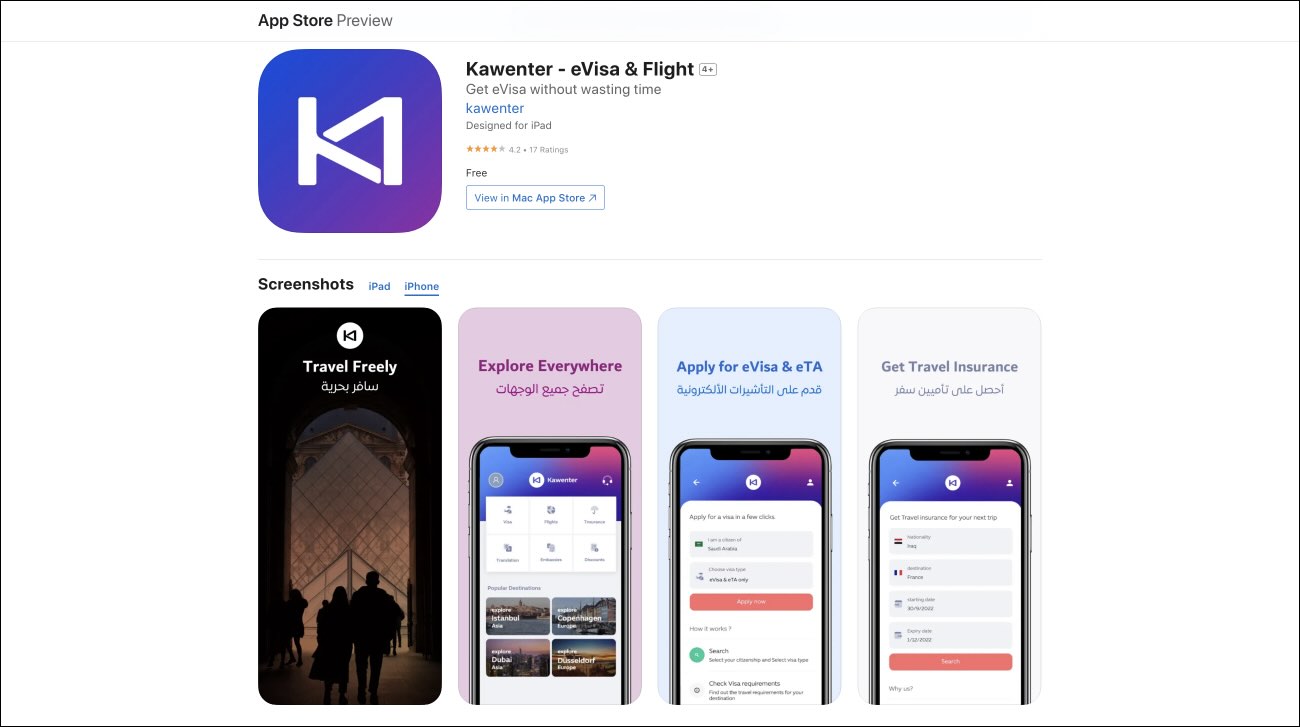 App Store Preview
Kawenter - eVisa & Flight 4+
Get eVisa without wasting time
kawenter
Designed for iPad
4.2 • 17 Ratings
Free
View in Mac App Store
Screenshots iPad iPhone
Travel Freely
سافر بحرية
Explore Everywhere
تصفح جميع الوجهات
Kawenter
Visa Flights Insurance
Translation Embassies Discounts
Popular Destinations
explore
Istanbul
Asia
explore
Copenhagen
Europe
explore
Dubai
Asia
explore
Düsseldorf
Europe
Apply for eVisa & eTA
قدم على التأشيرات الألكترونية
Apply for a visa in a few clicks
I am a citizen of
Saudi Arabia
Choose visa type
eVisa & eTA only
Apply now
How it works ?
Search
Select your citizenship and Select visa type
Check Visa requirements
Find out the travel requirements for your
destination
Get Travel Insurance
أحصل على تأميين سفر
Get Travel insurance for your next trip
Nationality
Iraq
destination
France
starting date
30/9/2022
Expiry date
1/12/2022
Search
Why us?